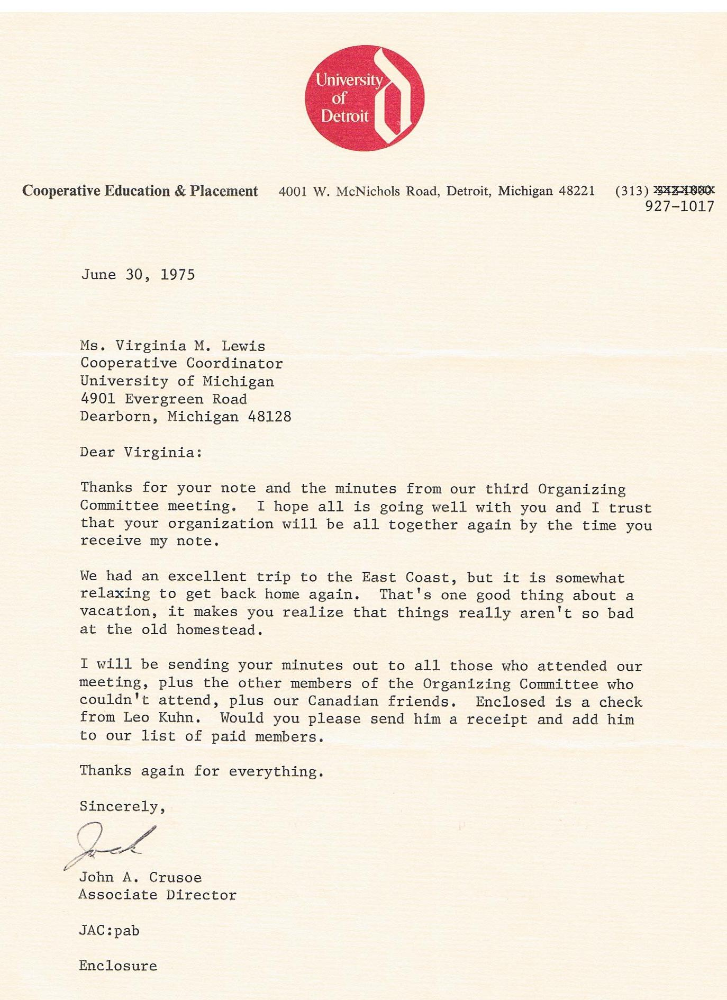 University
of
Detroit
Cooperative Education & Placement 4001 W. McNichols Road, Detroit, Michigan 48221 (313)
927-1017
June 30, 1975
Ms. Virginia M. Lewis
Cooperative Coordinator
University of Michigan
4901 Evergreen Road
Dearborn, Michigan 48128
Dear Virginia:
Thanks for your note and the minutes from our third Organizing
Committee meeting. I hope all is going well with you and I trust
that your organization will be all together again by the time you
receive my note.
We had an excellent trip to the East Coast, but it is somewhat
relaxing to get back home again. That's one good thing about a
vacation, it makes you realize that things really aren't so bad
at the old homestead.
I will be sending your minutes out to all those who attended our
meeting, plus the other members of the Organizing Committee who
couldn't attend, plus our Canadian friends. Enclosed is a check
from Leo Kuhn. Would you please send him a receipt and add him
to our list of paid members.
Thanks again for everything.
Sincerely,
Jack
John A. Crusoe
Associate Director
JAC:pab
Enclosure